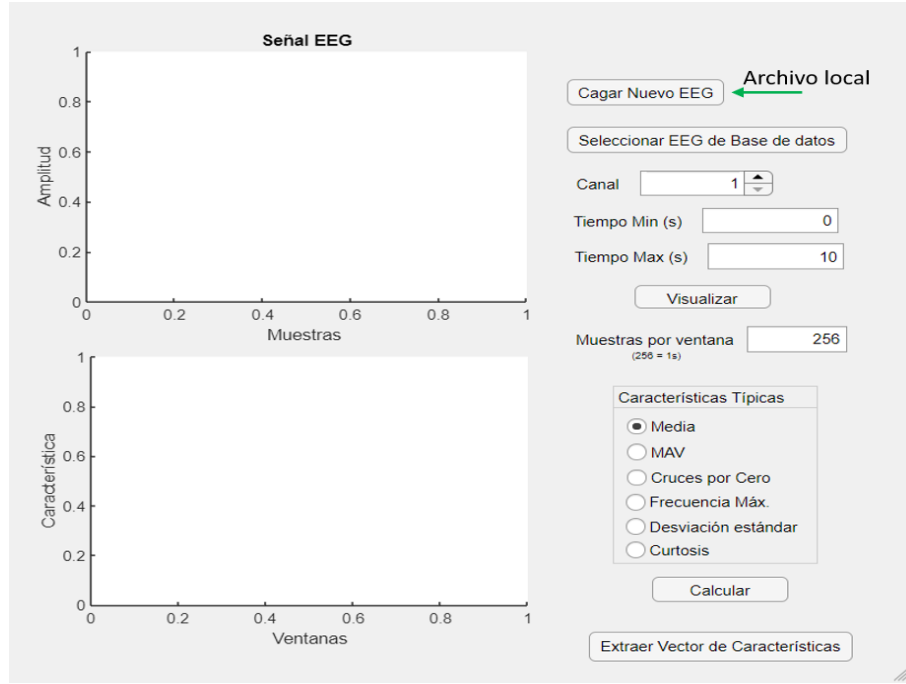 Señal EEG
1
0.8
0.6
0.4
0.2
0
Amplitud
0 0.2 0.4 0.6 0.8 1
Muestras
1
0.8
0.6
0.4
0.2
0
Característica
0 0.2 0.4 0.6 0.8 1
Ventanas
Cagar Nuevo EEG
Archivo local
Seleccionar EEG de Base de datos
Canal 1
Tiempo Min (s) 0
Tiempo Max (s) 10
Visualizar
Muestras por ventana 256
(256 = 1s)
Características Típicas
Media
MAV
Cruces por Cero
Frecuencia Máx.
Desviación estándar
Curtosis
Calcular
Extraer Vector de Características